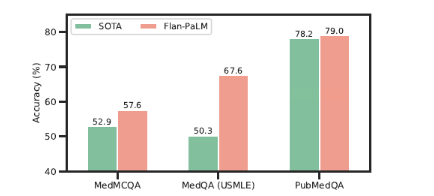 SOTA Flan-PaLM
Accuracy (%)
80
70
60
50
40
52.9
57.6
50.3
67.6
78.2
79.0
MedMCQA
MedQA (USMLE)
PubMedQA